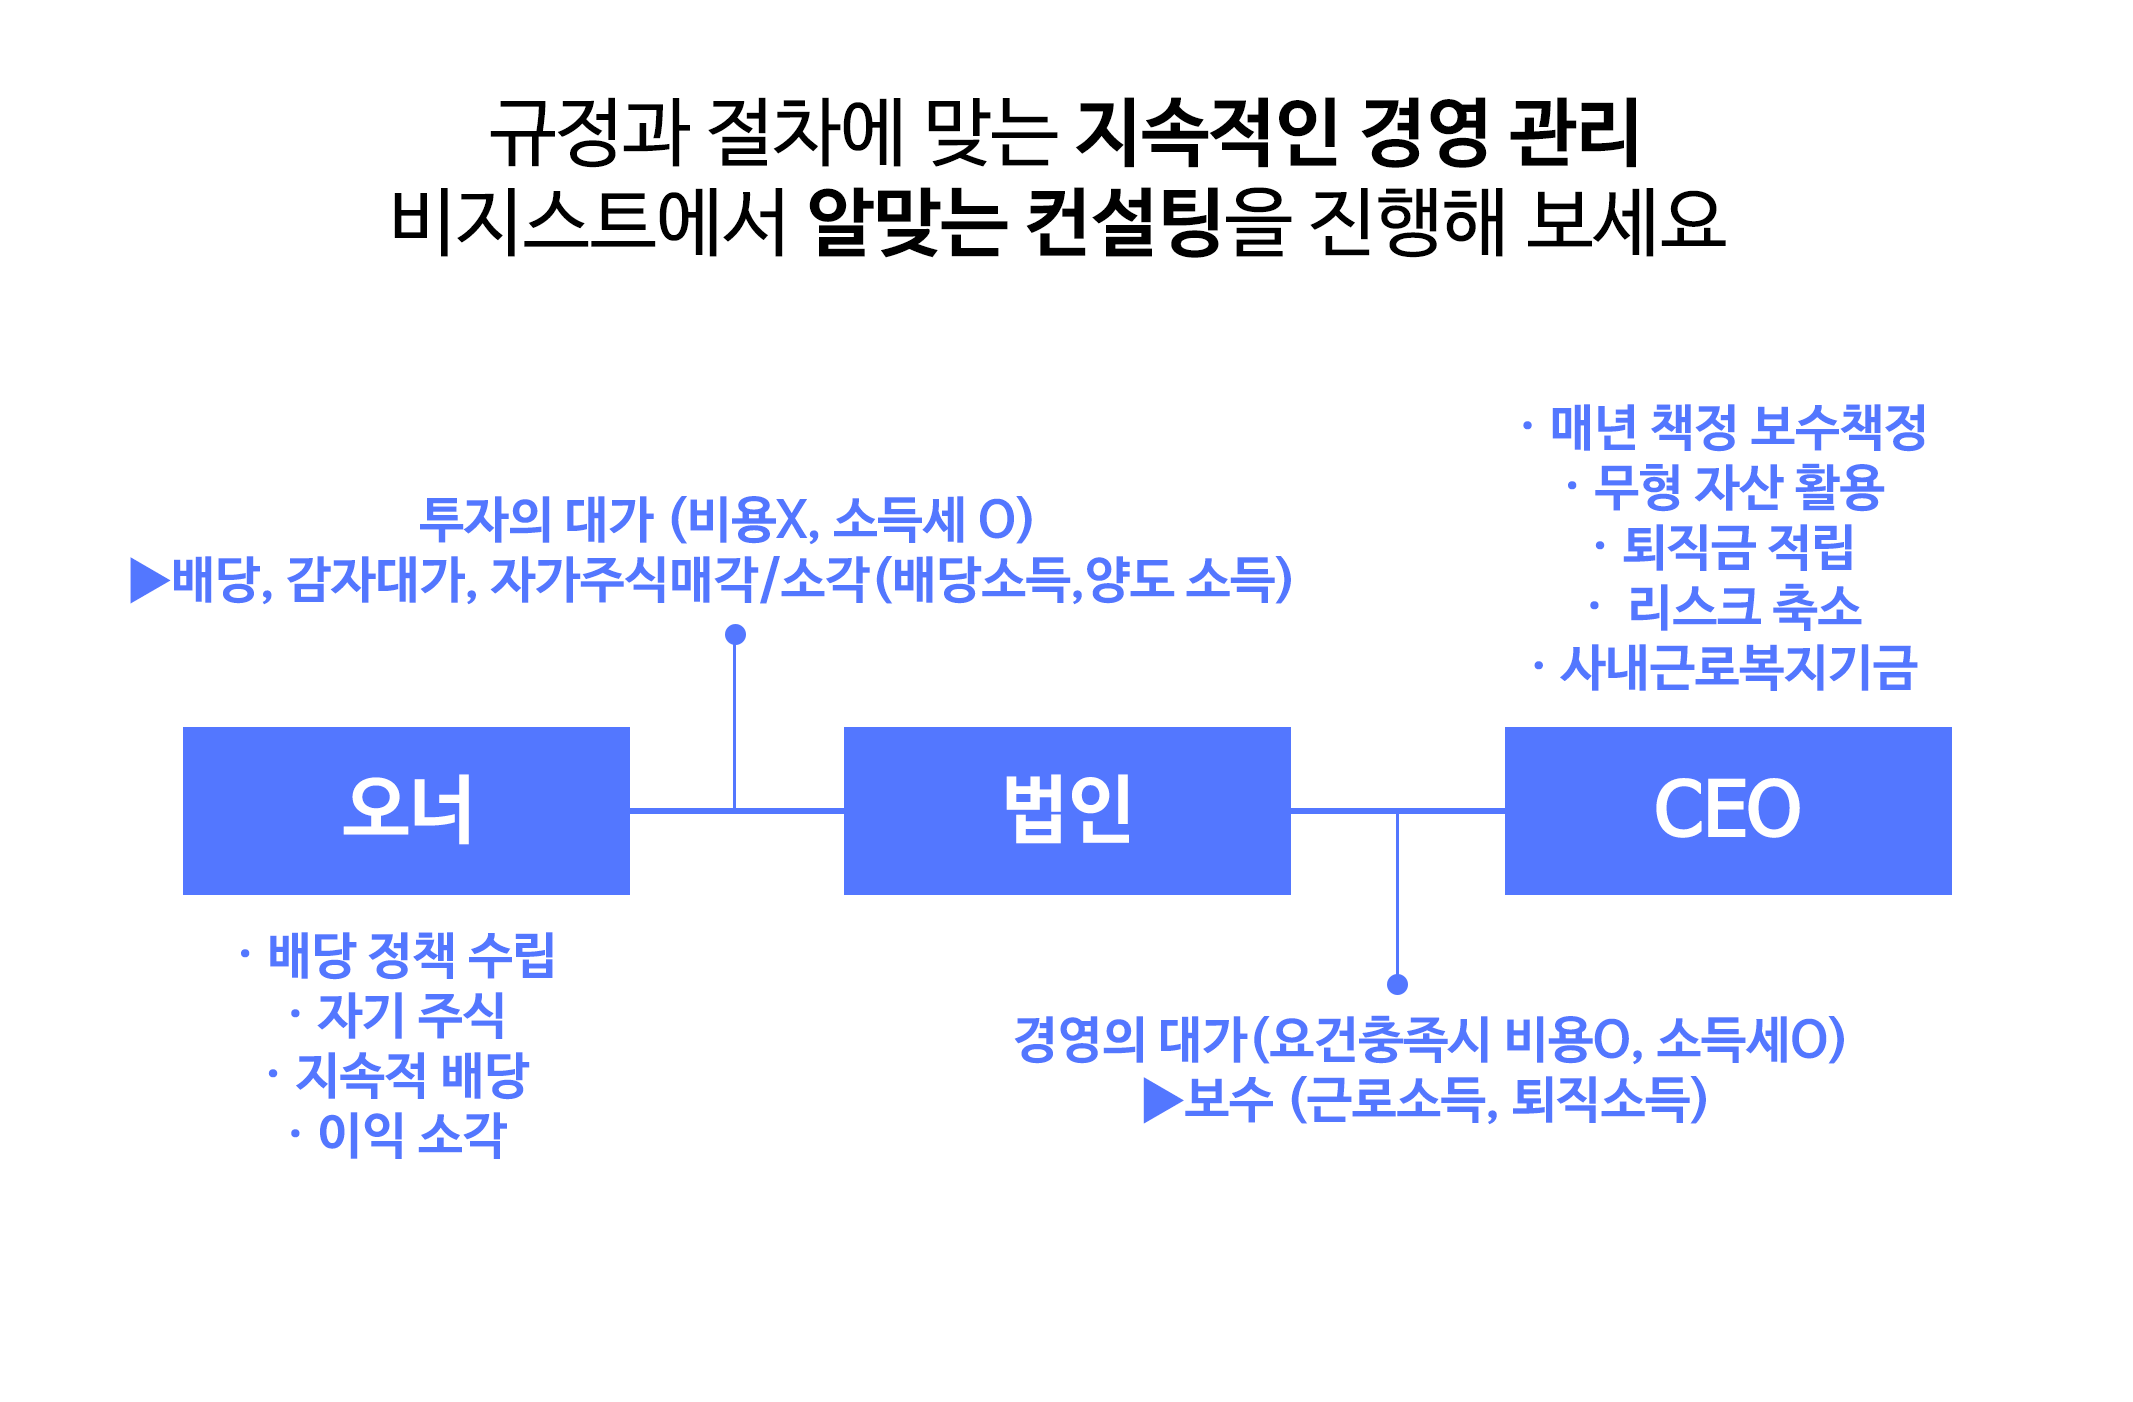 규정과 절차에 맞는 지속적인 경영 관리
비지스트에서 알맞는 컨설팅을 진행해 보세요
투자의 대가 (비용X, 소득세 O)
▶배당, 감자대가, 자가주식매각/소각(배당소득,양도 소득)
· 매년 책정 보수책정
· 무형 자산 활용
· 퇴직금 적립
· 리스크 축소
· 사내근로복지기금
오너
법인
CEO
· 배당 정책 수립
· 자기 주식
· 지속적 배당
· 이익 소각
경영의 대가(요건충족시 비용O, 소득세O)
▶보수 (근로소득, 퇴직소득)